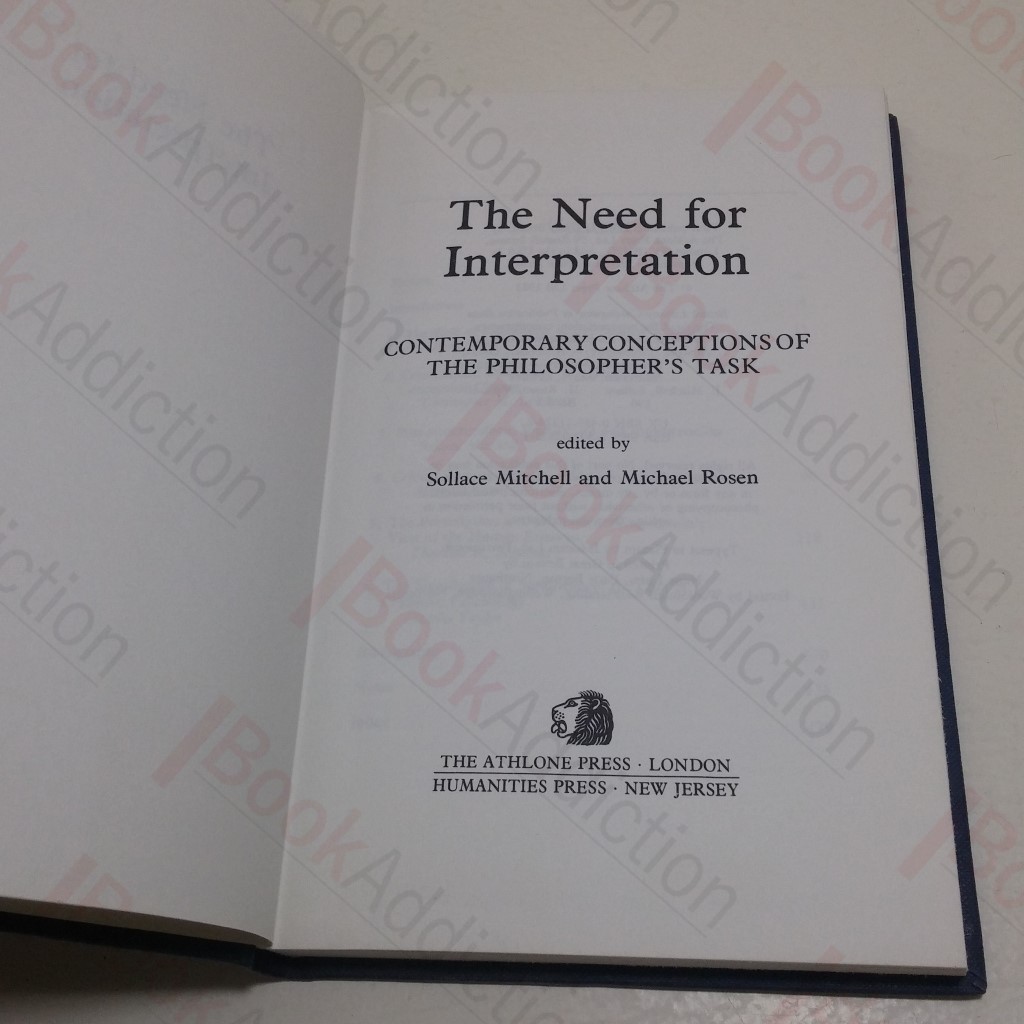 The Need for
Interpretation
CONTEMPORARY CONCEPTIONS OF
THE PHILOSOPHER'S TASK
edited by
Sollace Mitchell and Michael Rosen
THE ATHLONE PRESS · LONDON
HUMANITIES PRESS · NEW JERSEY
BookAddiction